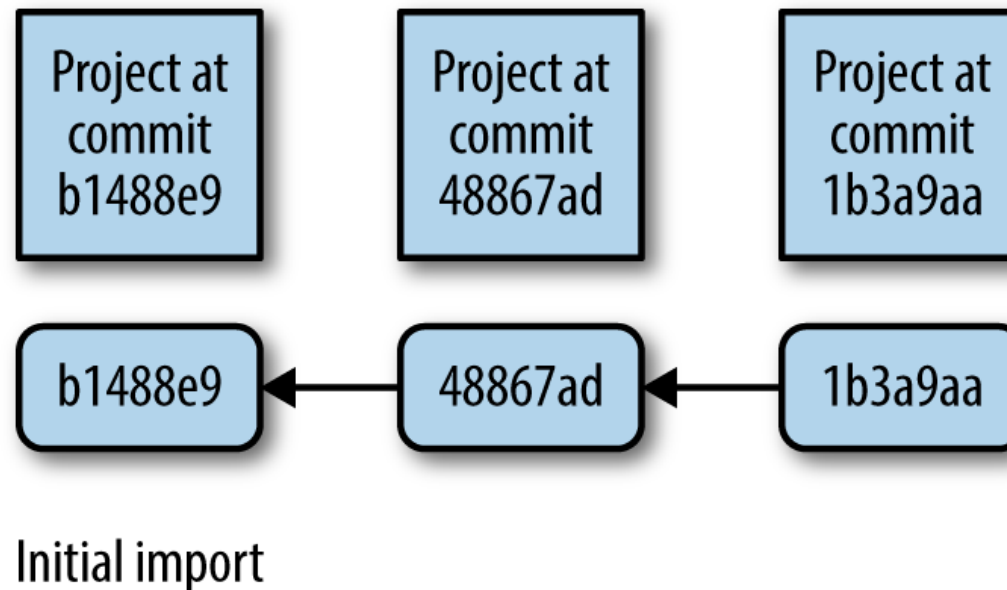 Project at
commit
b1488e9
Project at
commit
48867ad
Project at
commit
1b3a9aa
b1488e9
48867ad
1b3a9aa
Initial import